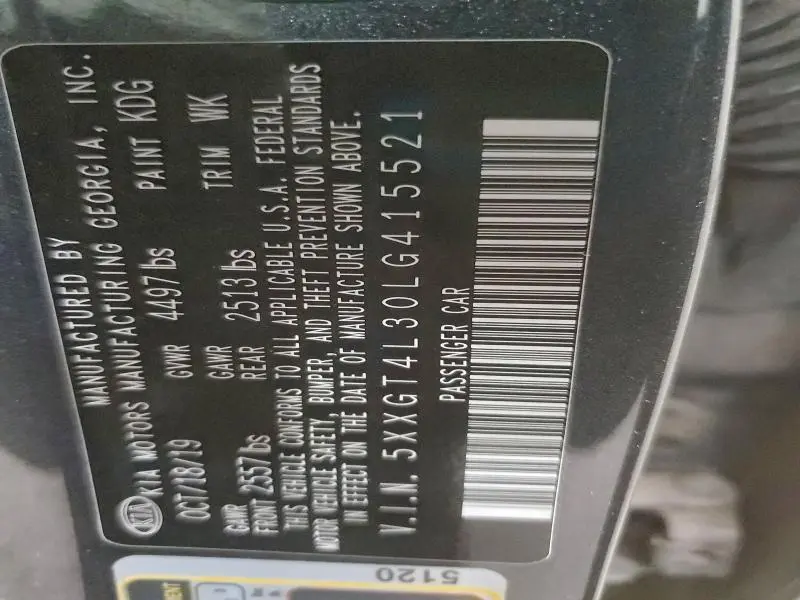 KIA
MANUFACTURED BY
KIA MOTORS MANUFACTURING GEORGIA, INC.
OCT/18/19 GVWR 4497 lbs PAINT KDG
GAWR GAWR TRIM WK
FRONT 2557 lbs REAR 2513 lbs
THIS VEHICLE CONFORMS TO ALL APPLICABLE U.S.A. FEDERAL
MOTOR VEHICLE SAFETY, BUMPER, AND THEFT PREVENTION STANDARDS
IN EFFECT ON THE DATE OF MANUFACTURE SHOWN ABOVE.
V.I.N. 5XXGT4L30LG415521
PASSENGER CAR
5120